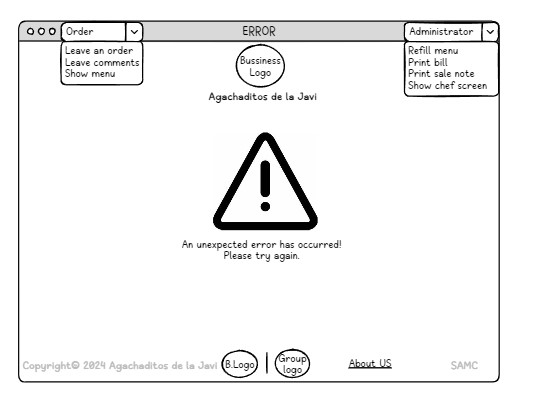 Order
ERROR
Administrator
Leave an order
Leave comments
Show menu
Refill menu
Print bill
Print sale note
Show chef screen
Bussiness
Logo
Agachaditos de la Javi
An unexpected error has occurred!
Please try again.
Copyright© 2024 Agachaditos de la Javi
B.Logo
Group
logo
About US
SAMC